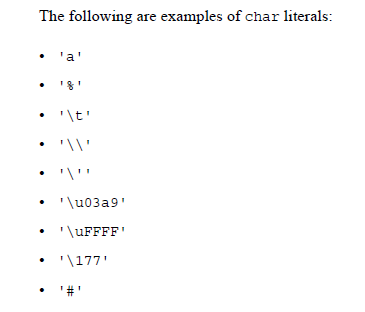 The following are examples of char literals:
• 'a'
• '%'
• '\t'
• '\\'
• '\''
• '\u03a9'
• '\uFFFF'
• '\177'
• '#'